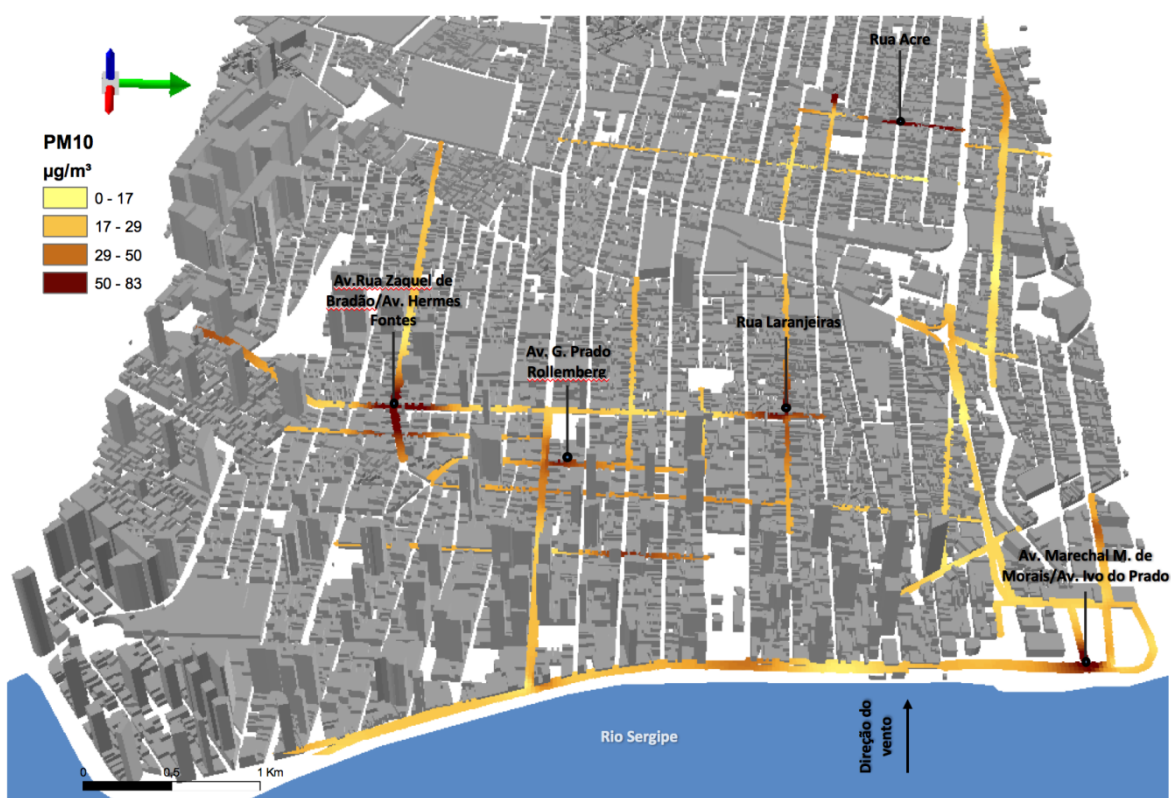 Rua Acre
PM10
µg/m³
0 - 17
17 - 29
29 - 50
50 - 83
Av.Rua Zaquel de
Bradão/Av. Hermes
Fontes
Av. G. Prado
Rollemberg
Rua Laranjeiras
Av. Marechal M. de
Morais/Av. Ivo do Prado
Rio Sergipe
Direção do
vento
0 0,5 1 Km